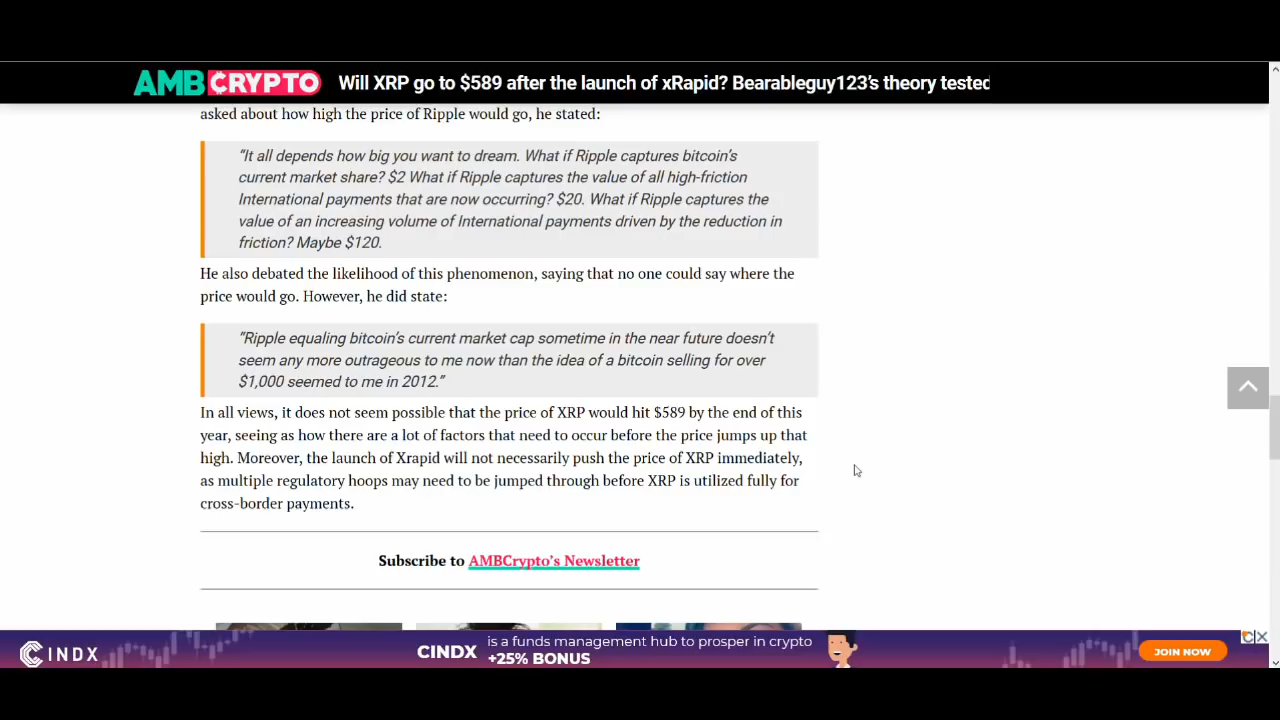 AMBCRYPTO
Will XRP go to $589 after the launch of xRapid? Bearableguy123's theory tested
asked about how high the price of Ripple would go, he stated:
“It all depends how big you want to dream. What if Ripple captures bitcoin’s
current market share? $2 What if Ripple captures the value of all high-friction
International payments that are now occurring? $20. What if Ripple captures the
value of an increasing volume of International payments driven by the reduction in
friction? Maybe $120.
He also debated the likelihood of this phenomenon, saying that no one could say where the
price would go. However, he did state:
“Ripple equaling bitcoin’s current market cap sometime in the near future doesn’t
seem any more outrageous to me now than the idea of a bitcoin selling for over
$1,000 seemed to me in 2012.”
In all views, it does not seem possible that the price of XRP would hit $589 by the end of this
year, seeing as how there are a lot of factors that need to occur before the price jumps up that
high. Moreover, the launch of Xrapid will not necessarily push the price of XRP immediately,
as multiple regulatory hoops may need to be jumped through before XRP is utilized fully for
cross-border payments.
Subscribe to AMBCrypto’s Newsletter
CINDX
CINDX
is a funds management hub to prosper in crypto
+25% BONUS
JOIN NOW